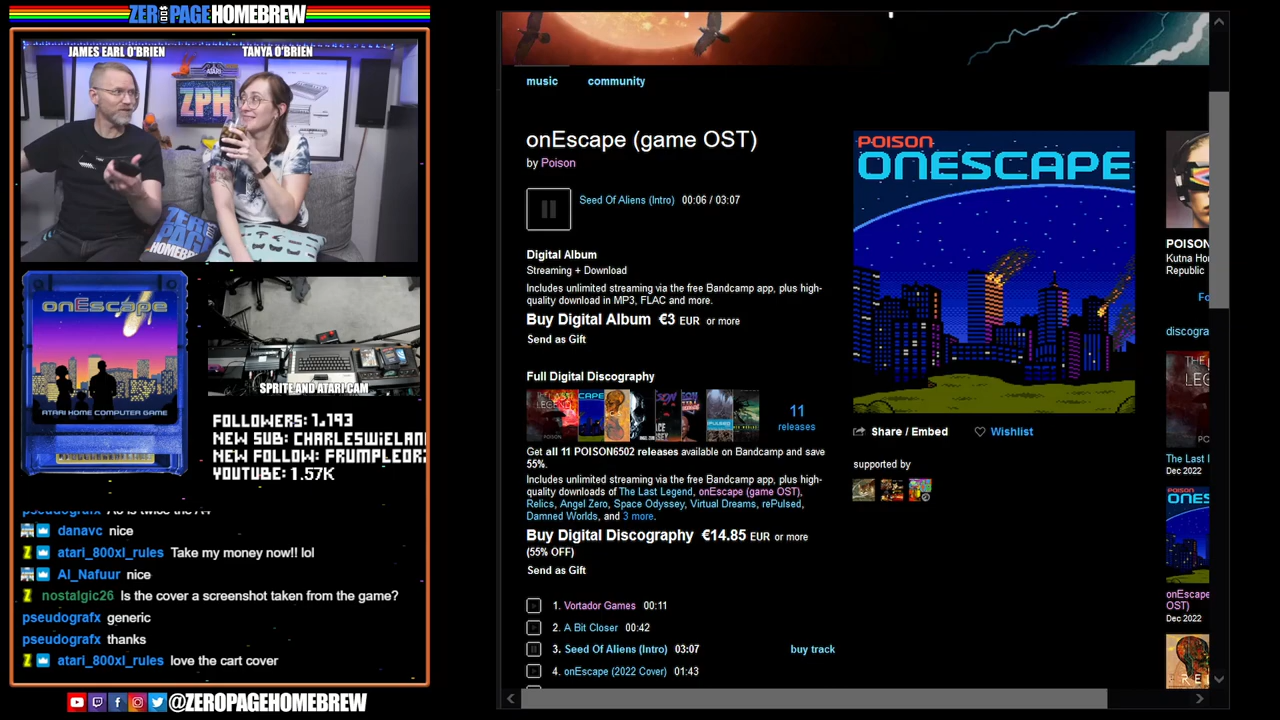 ZERO PAGE HOMEBREW
JAMES EARL O'BRIEN
TANYA O'BRIEN
ATARI
ZPH
ZERO
PAGE
HOMEBREW
onEscape
ATARI HOME COMPUTER GAME
SPRITE AND ATARI CAM
FOLLOWERS: 1,193
NEW SUB: CHARLESWIELAN
NEW FOLLOW: FRUMPLEOR
YOUTUBE: 1.57K
danavc nice
atari_800xl_rules Take my money now!! lol
Al_Nafuur nice
nostalgic26 Is the cover a screenshot taken from the game?
pseudografx generic
pseudografx thanks
atari_800xl_rules love the cart cover
@ZEROPAGEHOMEBREW
music community
onEscape (game OST)
by Poison
Seed Of Aliens (Intro) 00:06 / 03:07
Digital Album
Streaming + Download
Includes unlimited streaming via the free Bandcamp app, plus high-
quality download in MP3, FLAC and more.
Buy Digital Album €3 EUR or more
Send as Gift
Full Digital Discography
11
releases
Get all 11 POISON6502 releases available on Bandcamp and save
55%.
Includes unlimited streaming via the free Bandcamp app, plus high-
quality downloads of The Last Legend, onEscape (game OST),
Relics, Angel Zero, Space Odyssey, Virtual Dreams, rePulsed,
Damned Worlds, and 3 more.
Buy Digital Discography €14.85 EUR or more
(55% OFF)
Send as Gift
1. Vortador Games 00:11
2. A Bit Closer 00:42
3. Seed Of Aliens (Intro) 03:07 buy track
4. onEscape (2022 Cover) 01:43
POISON
ONESCAPE
Share / Embed Wishlist
supported by
POISON
Kutna Ho
Republic
Fo
discogra
The Last
Dec 2022
ONES
onEscape
OST)
Dec 2022